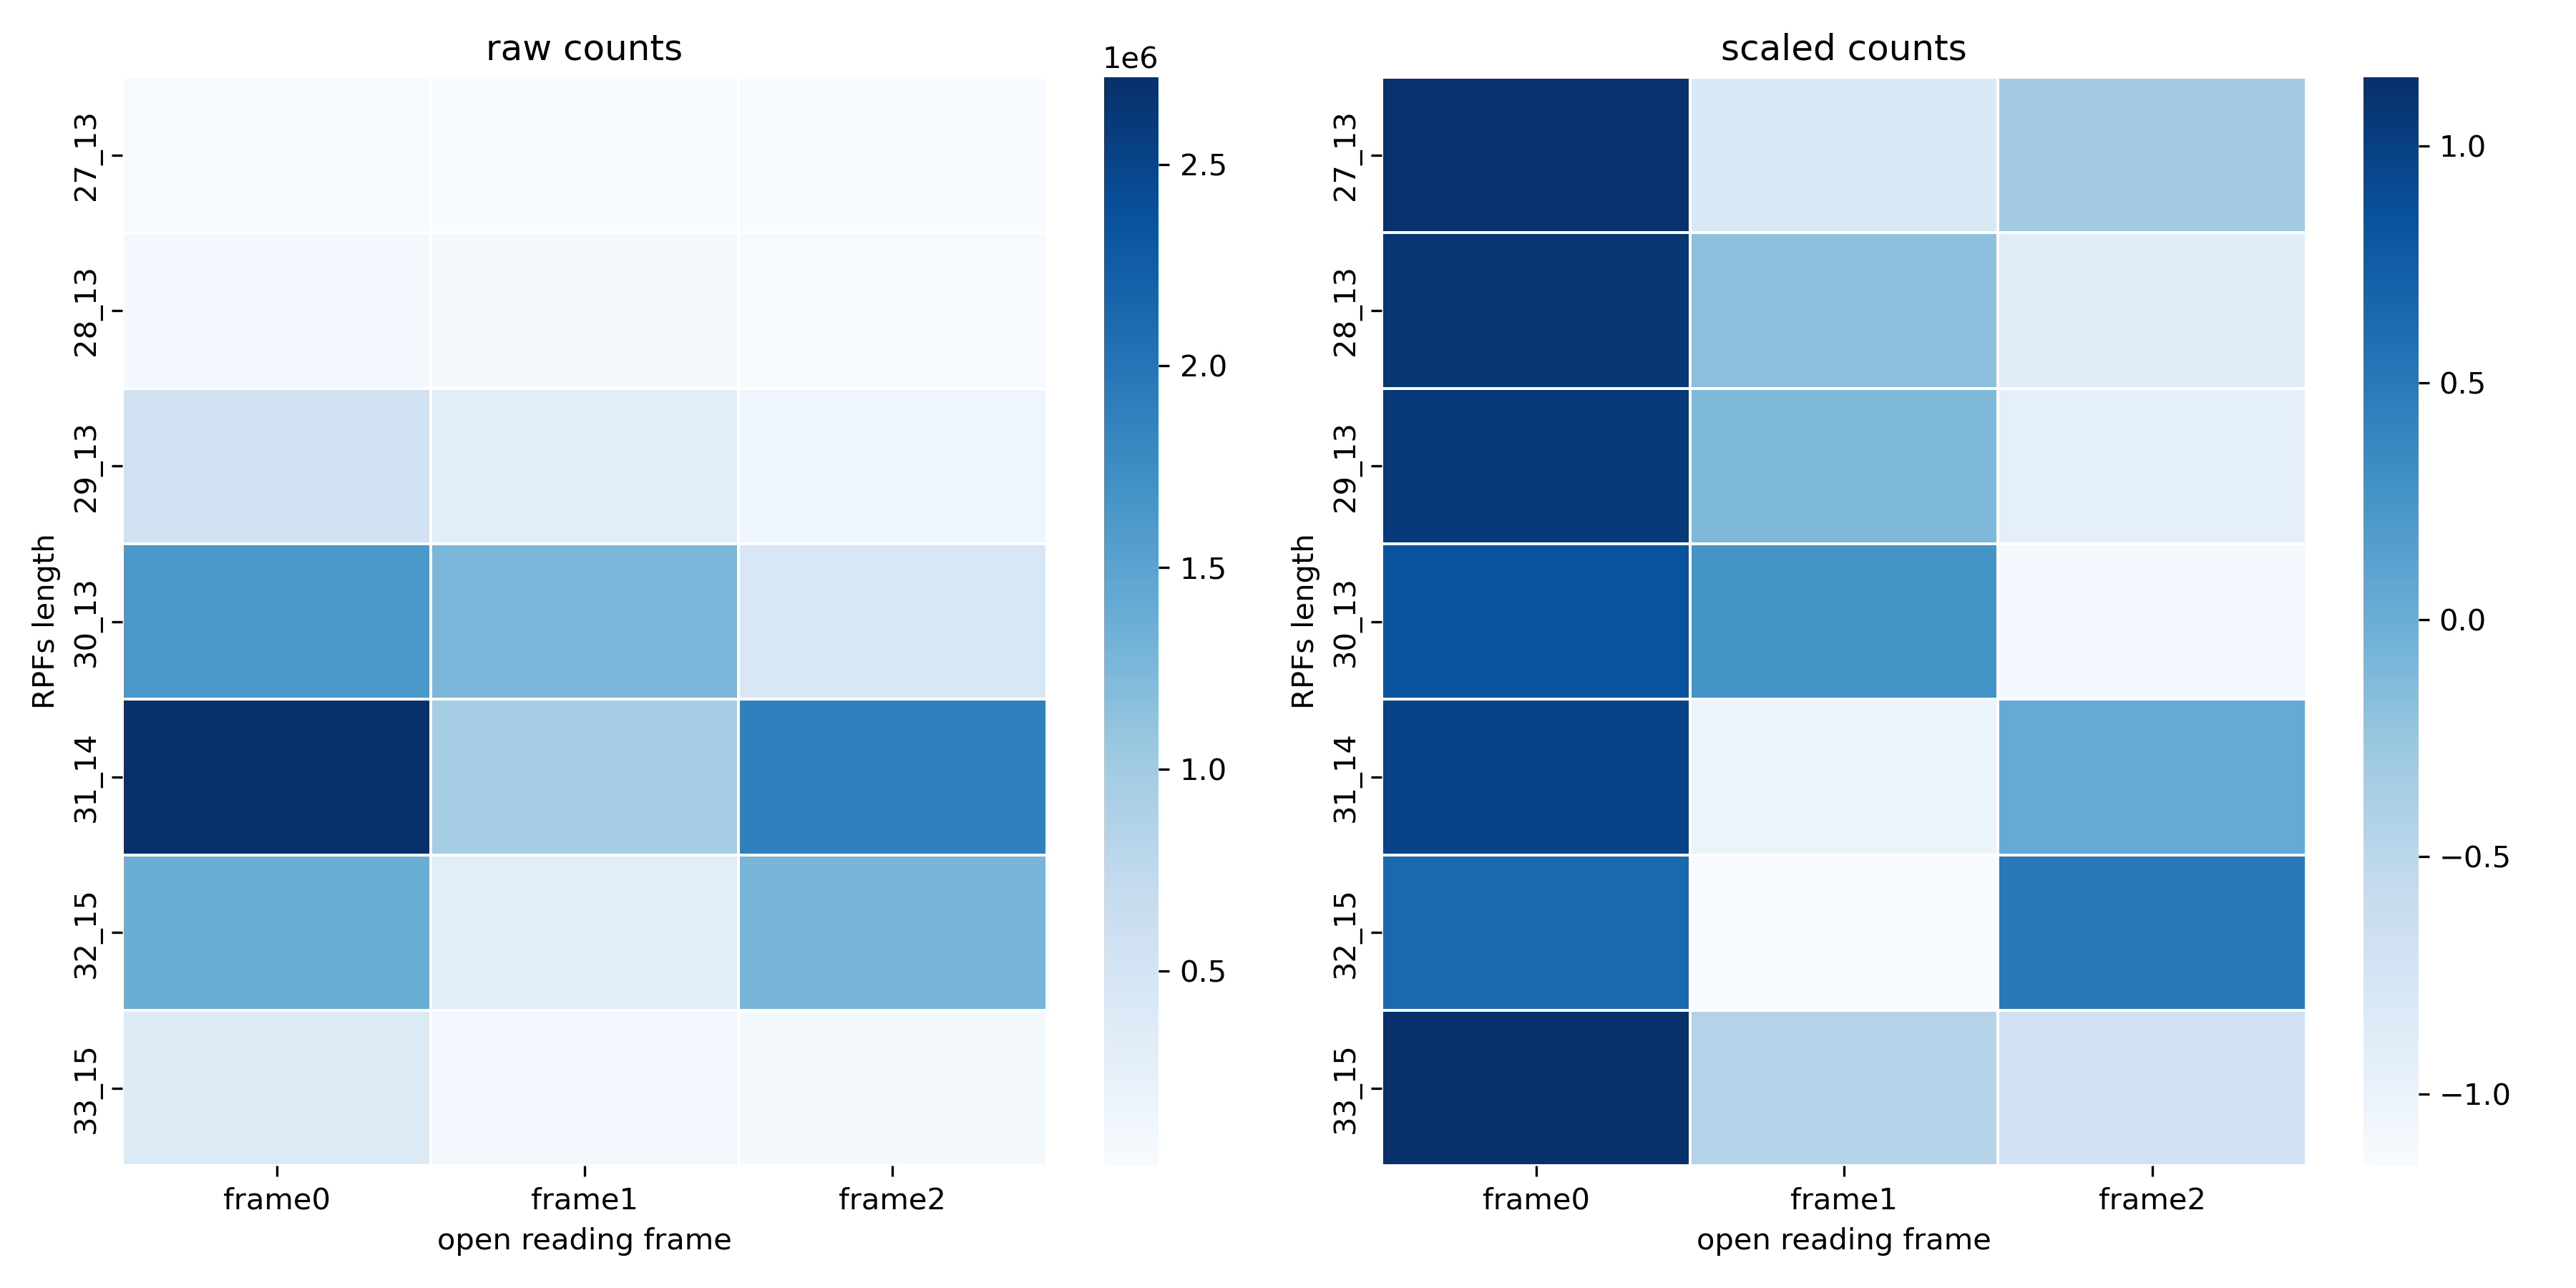 raw counts
1e6
RPFs length
27_13
28_13
29_13
30_13
31_14
32_15
33_15
frame0 frame1 frame2
open reading frame
2.5
2.0
1.5
1.0
0.5
scaled counts
RPFs length
27_13
28_13
29_13
30_13
31_14
32_15
33_15
frame0 frame1 frame2
open reading frame
1.0
0.5
0.0
−0.5
−1.0